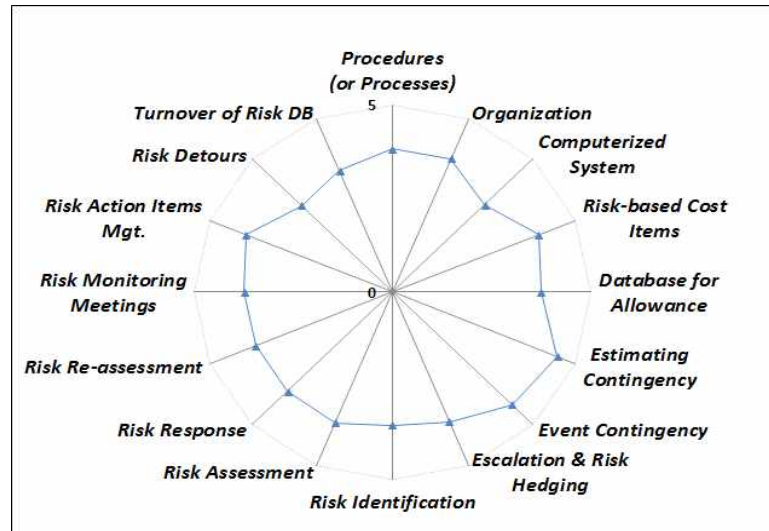 Procedures
(or Processes)
5
Turnover of Risk DB
Organization
Risk Detours
Computerized
System
Risk Action Items
Mgt.
Risk-based Cost
Items
Risk Monitoring
Meetings
0
Database for
Allowance
Risk Re-assessment
Estimating
Contingency
Risk Response
Event Contingency
Risk Assessment
Escalation & Risk
Hedging
Risk Identification